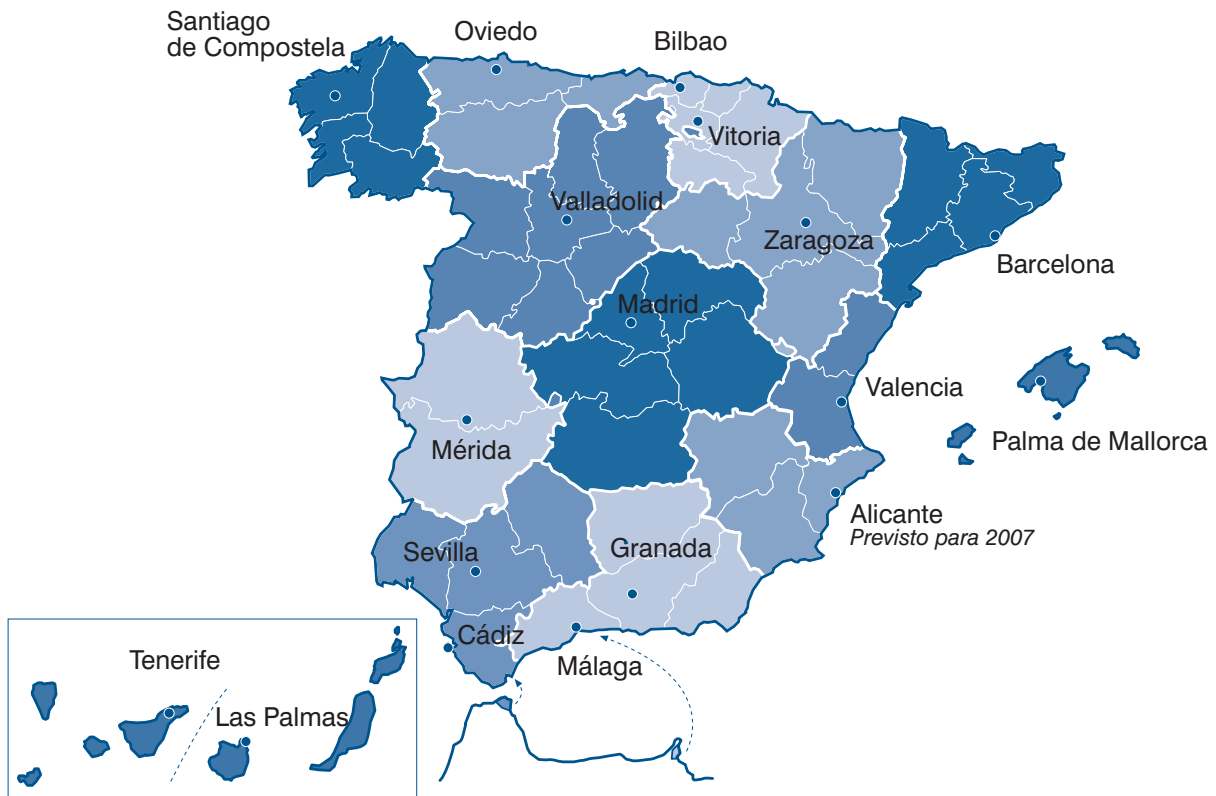 Santiago
de Compostela
Oviedo
Bilbao
Vitoria
Valladolid
Zaragoza
Barcelona
Madrid
Valencia
Palma de Mallorca
Mérida
Alicante
Previsto para 2007
Sevilla
Granada
Cádiz
Málaga
Tenerife
Las Palmas